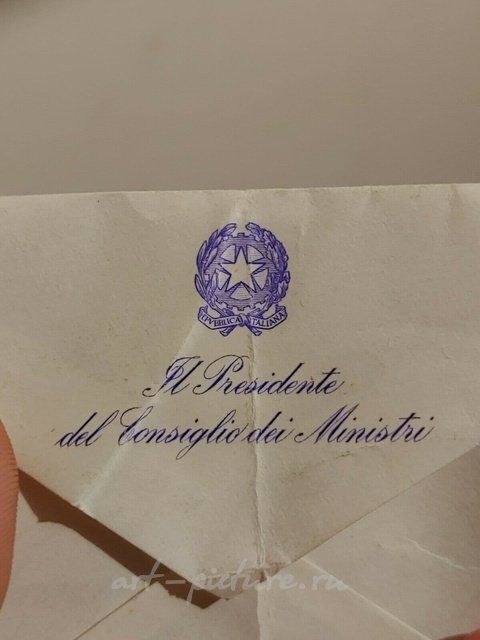 REPVBBLICA ITALIANA
Il Presidente
del Consiglio dei Ministri
art-picture.ru